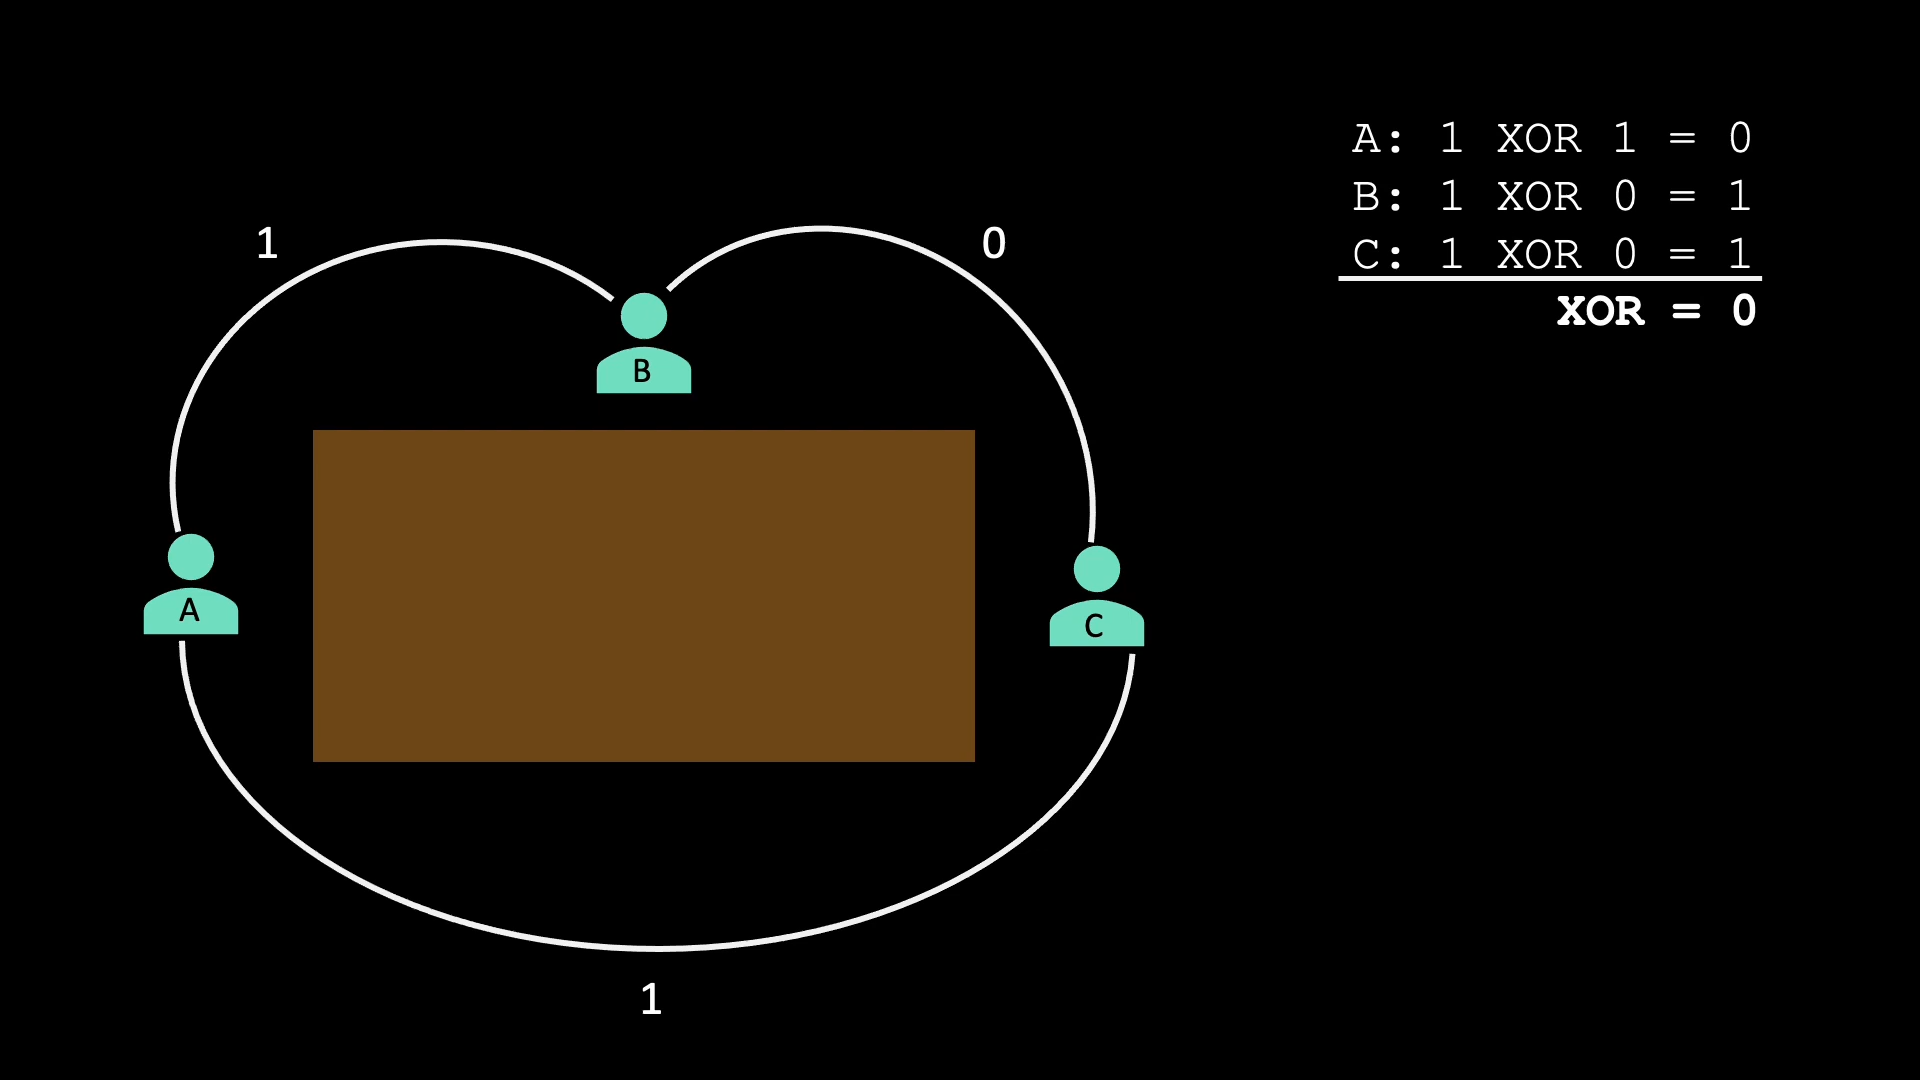 A: 1 XOR 1 = 0
B: 1 XOR 0 = 1
C: 1 XOR 0 = 1
XOR = 0
1
0
B
A
C
1